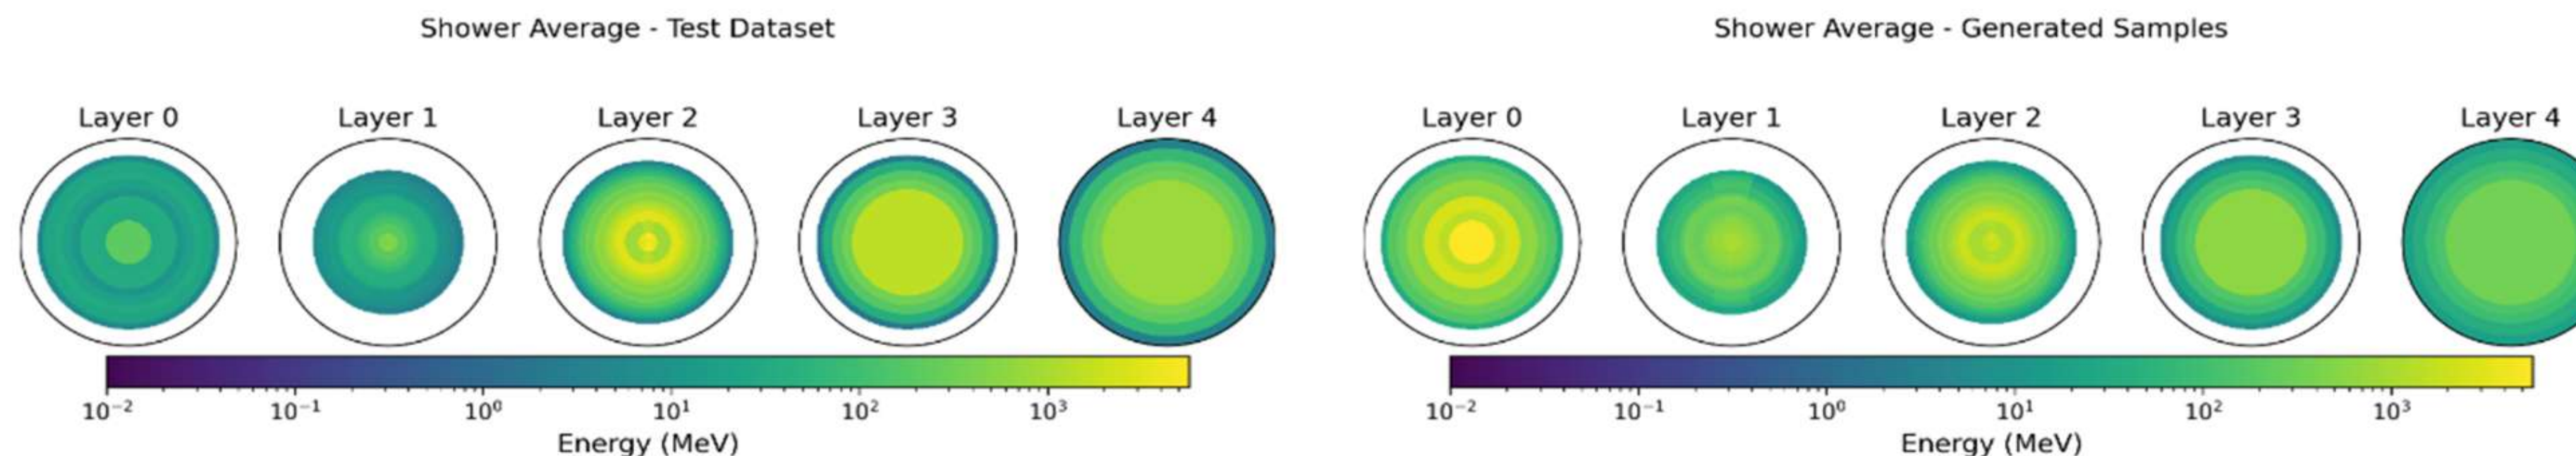 Shower Average - Test Dataset
Layer 0 Layer 1 Layer 2 Layer 3 Layer 4
10⁻² 10⁻¹ 10⁰ 10¹ 10² 10³
Energy (MeV)
Shower Average - Generated Samples
Layer 0 Layer 1 Layer 2 Layer 3 Layer 4
10⁻² 10⁻¹ 10⁰ 10¹ 10² 10³
Energy (MeV)